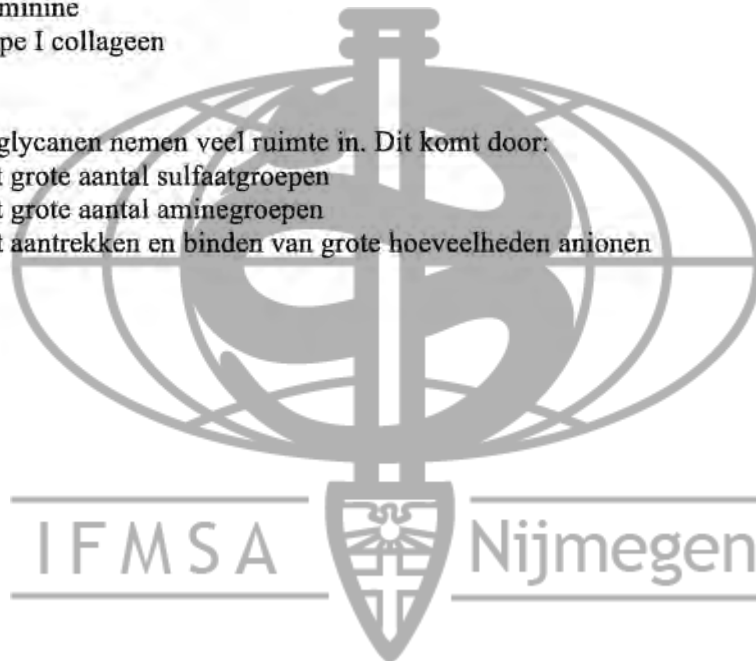 minine
pe I collageen
glycanen nemen veel ruimte in. Dit komt door:
t grote aantal sulfaatgroepen
t grote aantal aminegroepen
t aantrekken en binden van grote hoeveelheden anionen
IFMSA Nijmegen